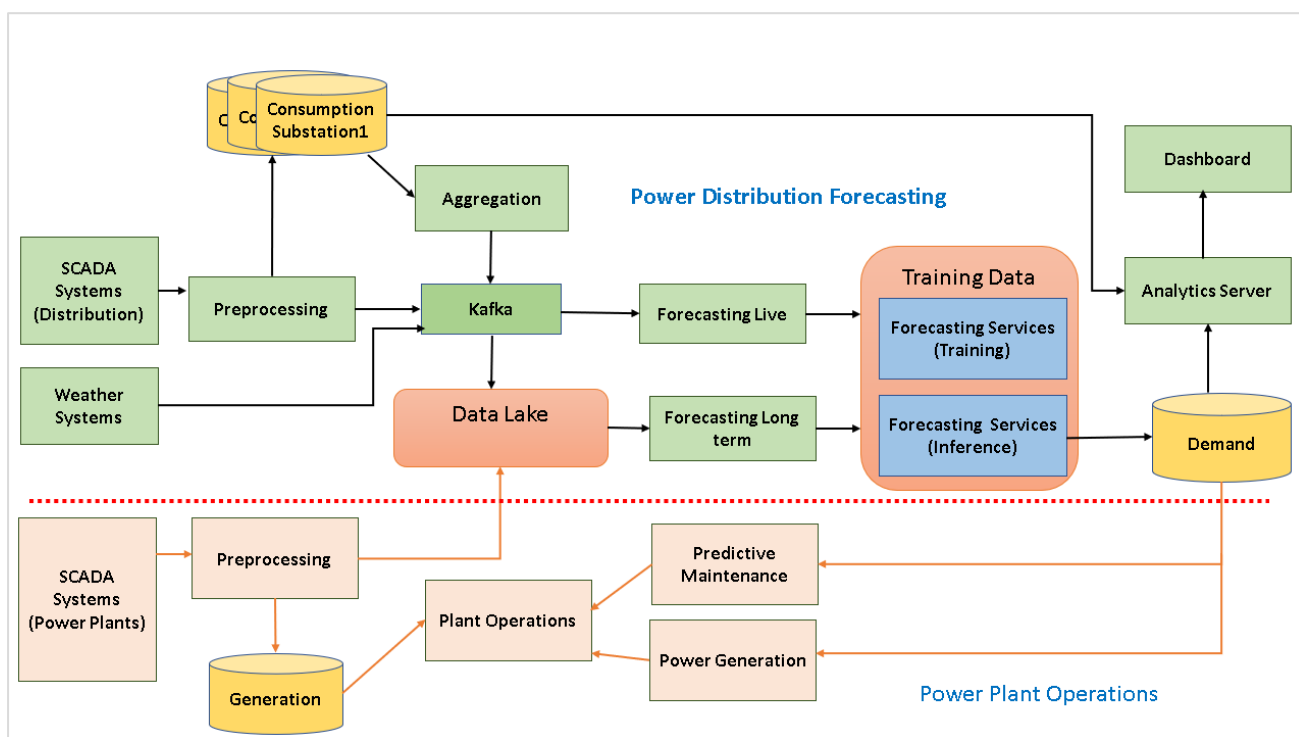 Consumption
Substation1
C
Co
Dashboard
Aggregation
Power Distribution Forecasting
SCADA
Systems
(Distribution)
Preprocessing
Kafka
Forecasting Live
Training Data
Forecasting Services
(Training)
Analytics Server
Weather
Systems
Data Lake
Forecasting Long
term
Forecasting  Services
(Inference)
Demand
SCADA
Systems
(Power Plants)
Preprocessing
Predictive
Maintenance
Plant Operations
Power Generation
Generation
Power Plant Operations